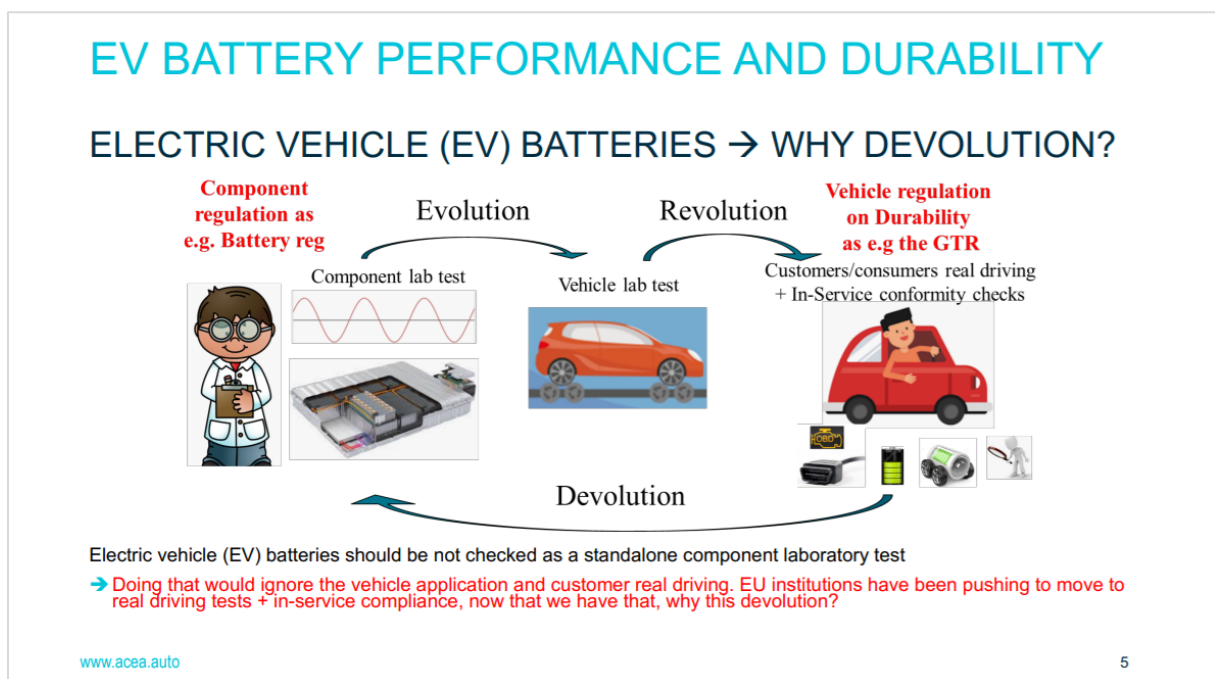 EV BATTERY PERFORMANCE AND DURABILITY
ELECTRIC VEHICLE (EV) BATTERIES → WHY DEVOLUTION?
Component
regulation as
e.g. Battery reg
Evolution
Revolution
Vehicle regulation
on Durability
as e.g the GTR
Component lab test
Vehicle lab test
Customers/consumers real driving
+ In-Service conformity checks
OBD
Devolution
Electric vehicle (EV) batteries should be not checked as a standalone component laboratory test
➔ Doing that would ignore the vehicle application and customer real driving. EU institutions have been pushing to move to
real driving tests + in-service compliance, now that we have that, why this devolution?
www.acea.auto
5